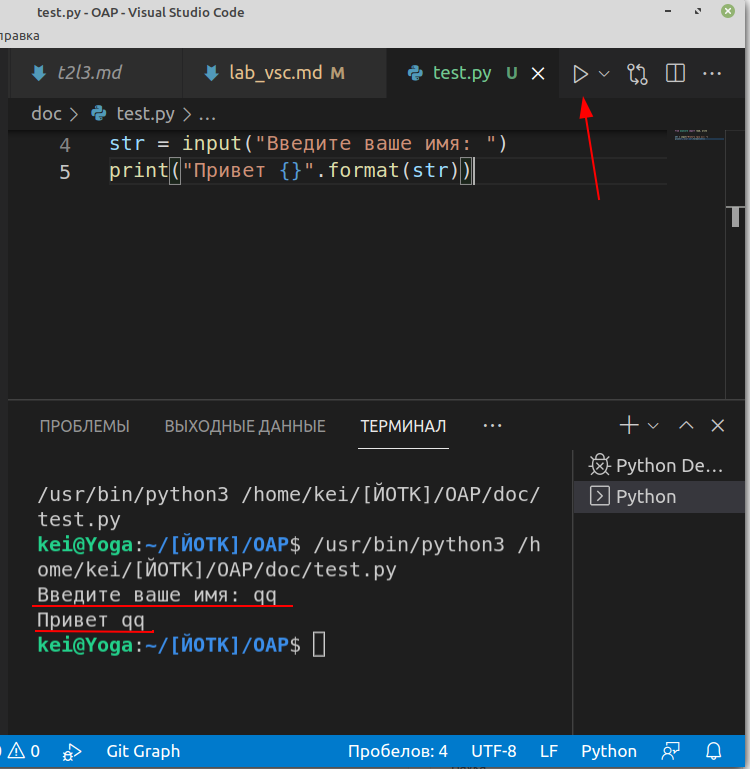 test.py - OAP - Visual Studio Code
правка
t2l3.md lab_vsc.md M test.py U
doc > test.py > ...
4 str = input("Введите ваше имя: ")
5 print("Привет {}".format(str))
ПРОБЛЕМЫ ВЫХОДНЫЕ ДАННЫЕ ТЕРМИНАЛ
Python De...
Python
/usr/bin/python3 /home/kei/[ЙОТК]/OAP/doc/
test.py
kei@Yoga:~/[ЙОТК]/OAP$ /usr/bin/python3 /h
ome/kei/[ЙОТК]/OAP/doc/test.py
Введите ваше имя: qq
Привет qq
kei@Yoga:~/[ЙОТК]/OAP$
0 Git Graph Пробелов: 4 UTF-8 LF Python